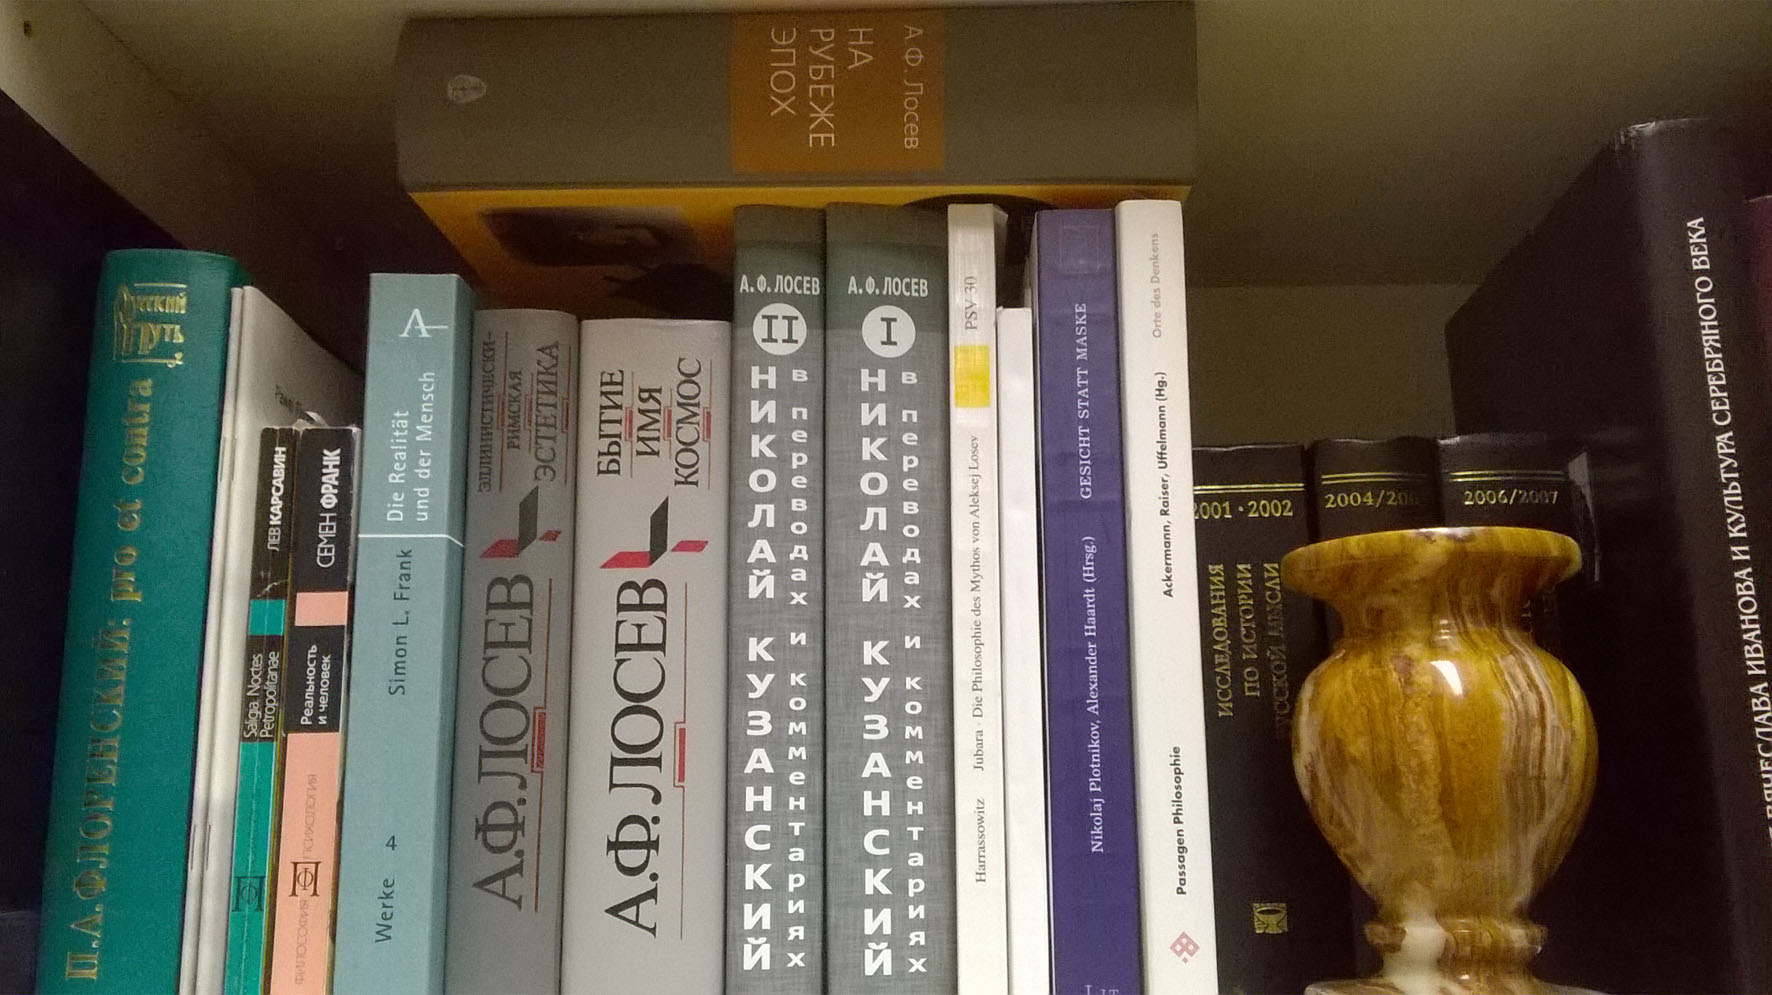 А.Ф. Лосев
НА
РУБЕЖЕ
ЭПОХ
Русский
Путь
П.А.ФЛОРЕНСКИЙ: pro et contra
ЛЕВ КАРСАВИН
Saligia. Noctes
Petropolitanae
СЕМЕН ФРАНК
Реальность
и человек
ФИЛОСОФИЯ
ПСИХОЛОГИЯ
Die Realität
und der Mensch
Simon L. Frank
Werke 4
ЭЛЛИНИСТИЧЕСКИ-
РИМСКАЯ
ЭСТЕТИКА
А.Ф.ЛОСЕВ
БЫТИЕ
ИМЯ
КОСМОС
А.Ф.ЛОСЕВ
А.Ф. ЛОСЕВ
II
НИКОЛАЙ КУЗАНСКИЙ
в переводах и комментариях
А.Ф. ЛОСЕВ
I
НИКОЛАЙ КУЗАНСКИЙ
в переводах и комментариях
PSV 30
Jubara · Die Philosophie des Mythos von Aleksej Losev
Harrassowitz
GESICHT STATT MASKE
Nikolaj Plotnikov, Alexander Haardt (Hrsg.)
Orte des Denkens
Ackermann, Raiser, Uffelmann (Hg.)
Passagen Philosophie
2001 · 2002
ИССЛЕДОВАНИЯ
ПО ИСТОРИИ
РУССКОЙ МЫСЛИ
2006/2007
ВЯЧЕСЛАВА ИВАНОВА И КУЛЬТУРА СЕРЕБРЯНОГО ВЕКА